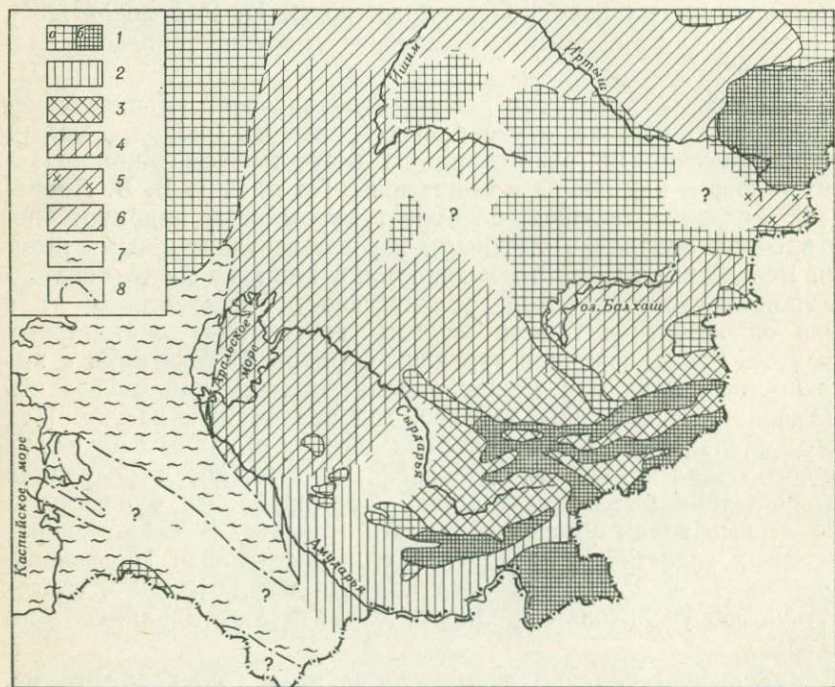 а б 1
2
3
4
5
6
7
8
Ишим
Иртыш
?
?
оз. Балхаш
Аральское море
Сырдарья
Каспийское море
?
Амударья
?
?